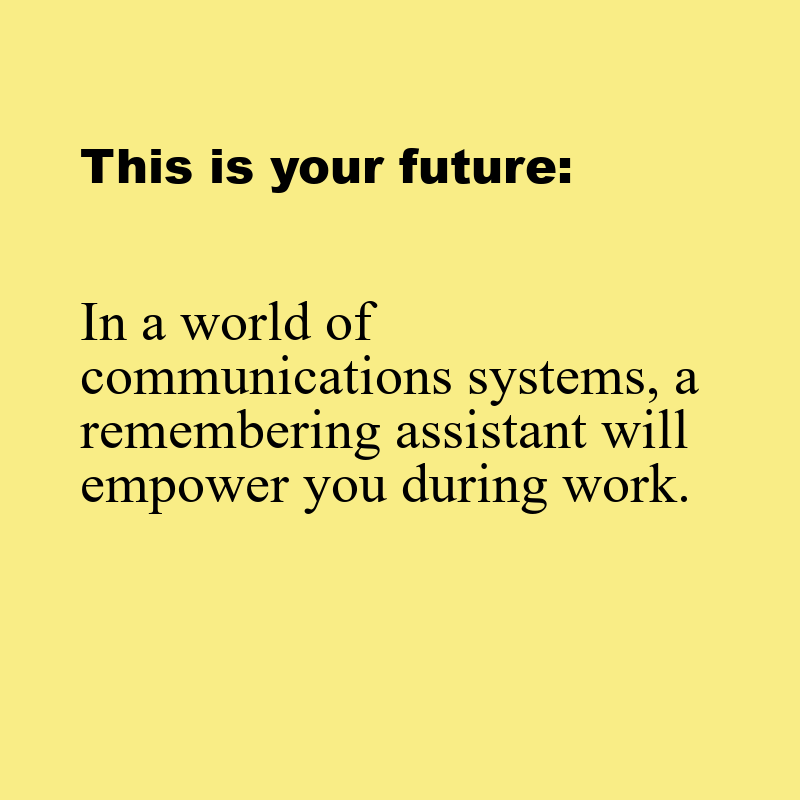 This is your future:
In a world of
communications systems, a
remembering assistant will
empower you during work.